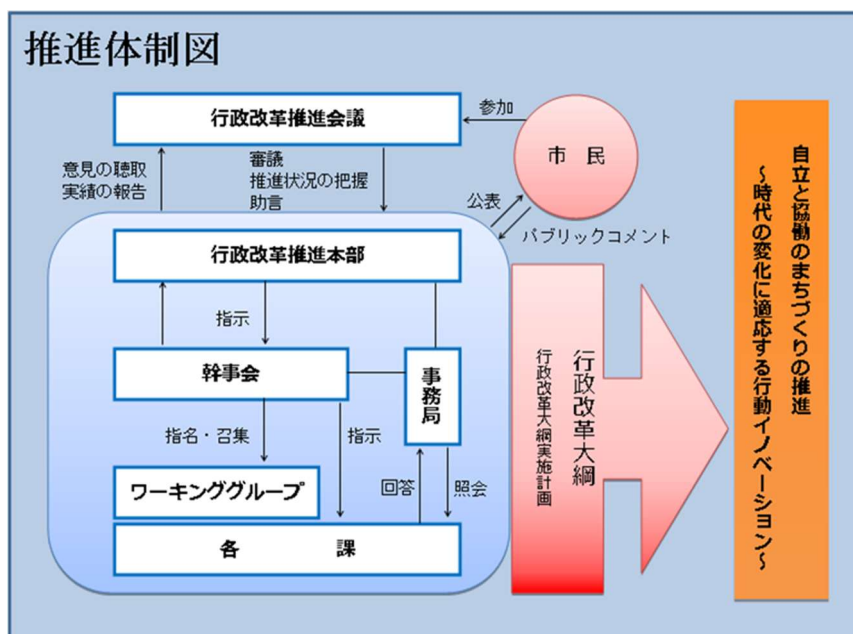 推進体制図
行政改革推進会議
参加
市　民
意見の聴取
実績の報告
審議
推進状況の把握
助言
公表
パブリックコメント
行政改革推進本部
指示
幹事会
事務局
指名・召集
指示
ワーキンググループ
回答
照会
各　課
行政改革大綱
行政改革大綱実施計画
自立と協働のまちづくりの推進
～時代の変化に適応する行動イノベーション～